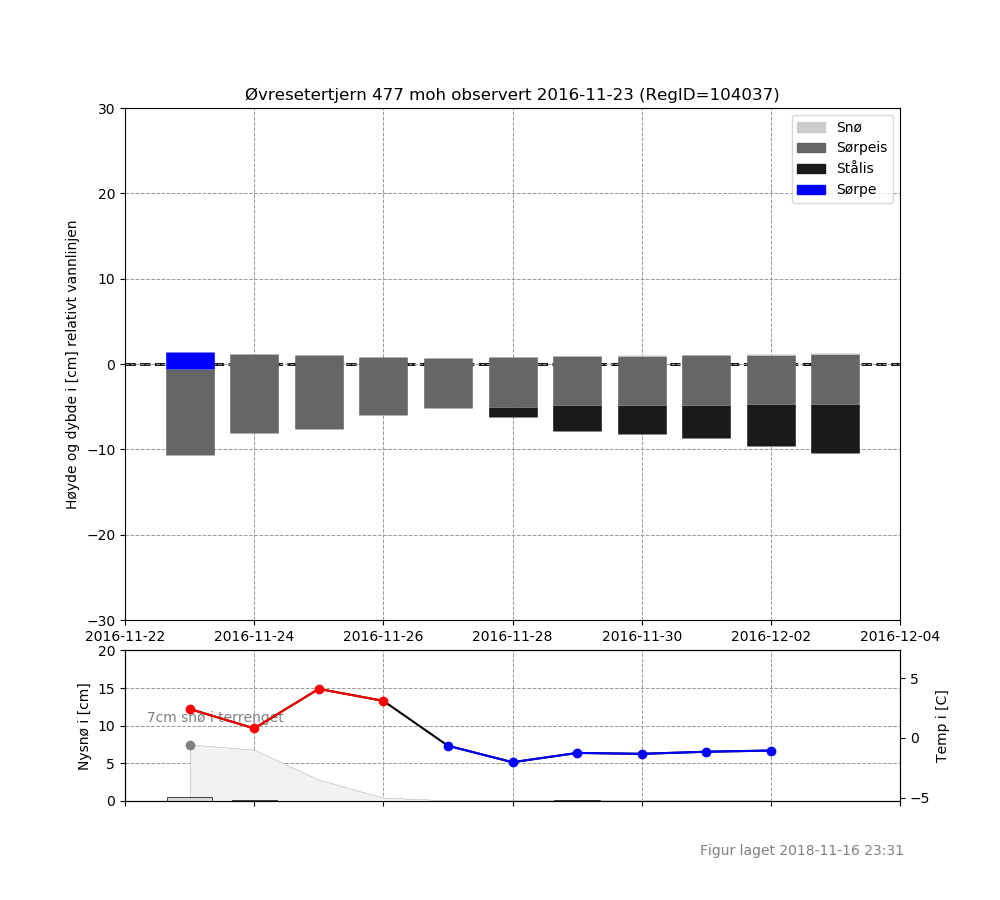 Øvresetertjern 477 moh observert 2016-11-23 (RegID=104037)
Høyde og dybde i [cm] relativt vannlinjen
30
20
10
0
−10
−20
−30
Snø
Sørpeis
Stålis
Sørpe
2016-11-22 2016-11-24 2016-11-26 2016-11-28 2016-11-30 2016-12-02 2016-12-04
Nysnø i [cm]
20
15
10
5
0
7cm snø i terrenget
5
0
−5
Temp i [C]
Figur laget 2018-11-16 23:31